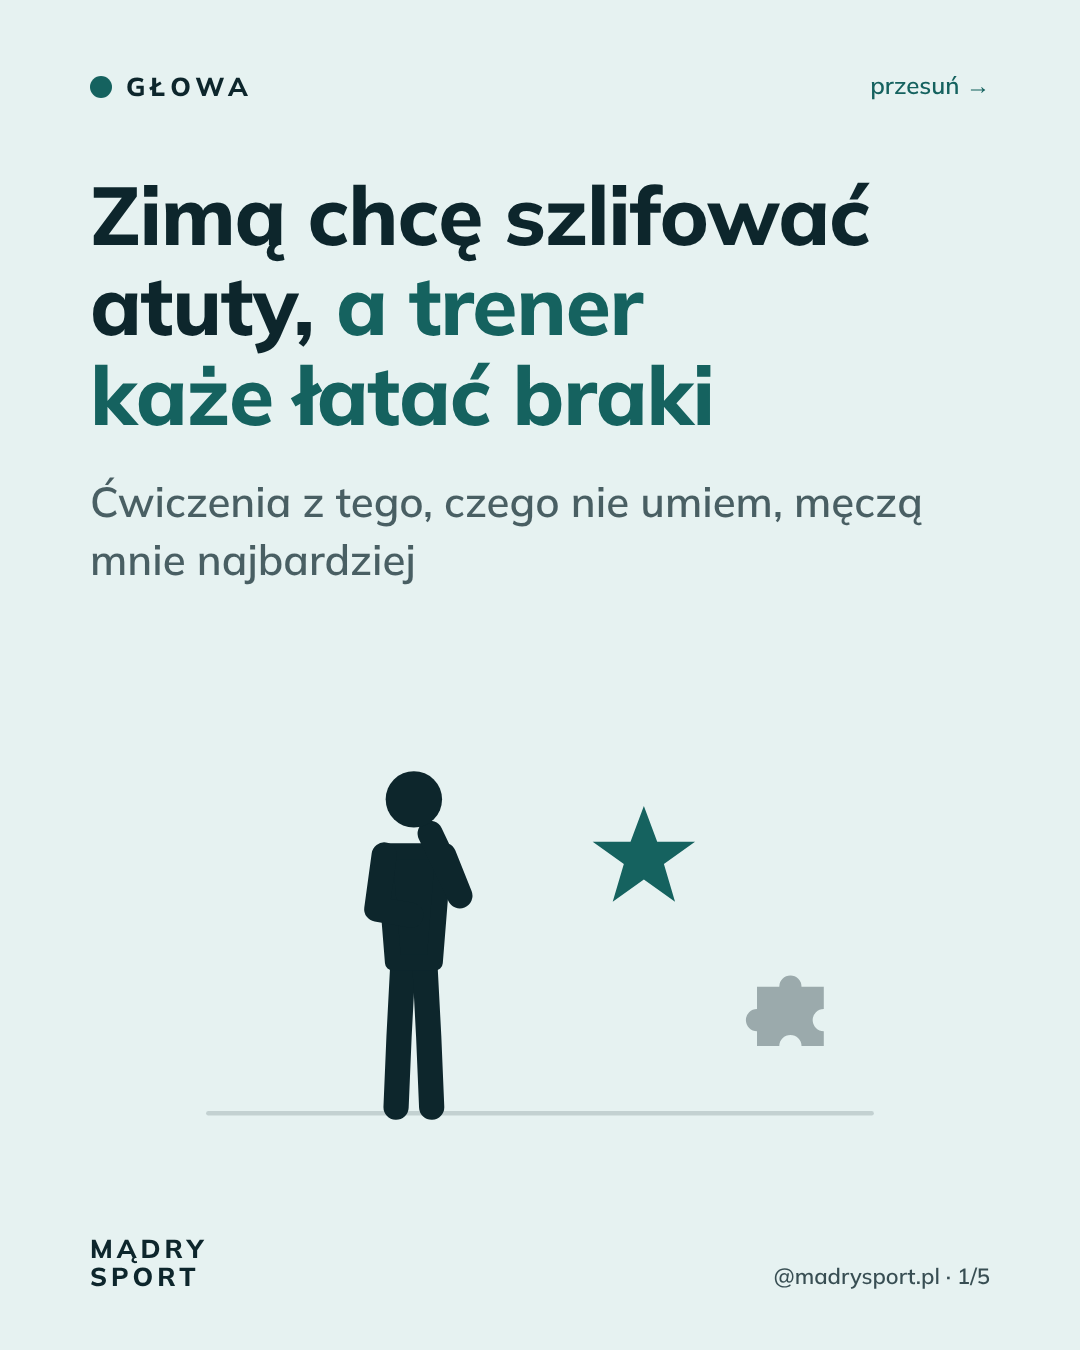 GŁOWA
przesuń →
Zimą chcę szlifować
atuty, a trener
każe łatać braki
Ćwiczenia z tego, czego nie umiem, męczą
mnie najbardziej
MĄDRY
SPORT
@madrysport.pl · 1/5